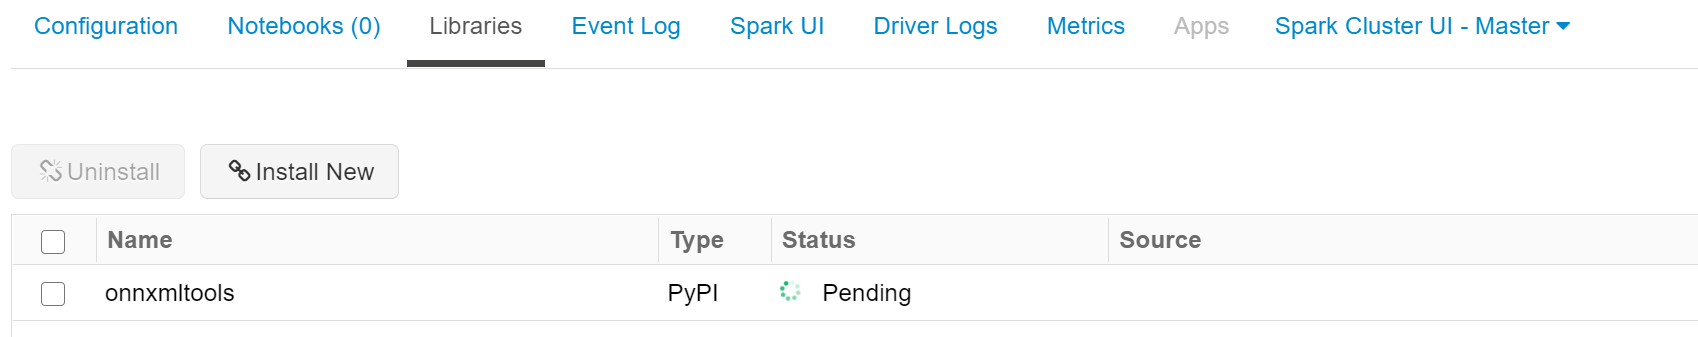 Configuration Notebooks (0) Libraries Event Log Spark UI Driver Logs Metrics Apps Spark Cluster UI - Master
Uninstall Install New
Name Type Status Source
onnxmltools PyPI Pending